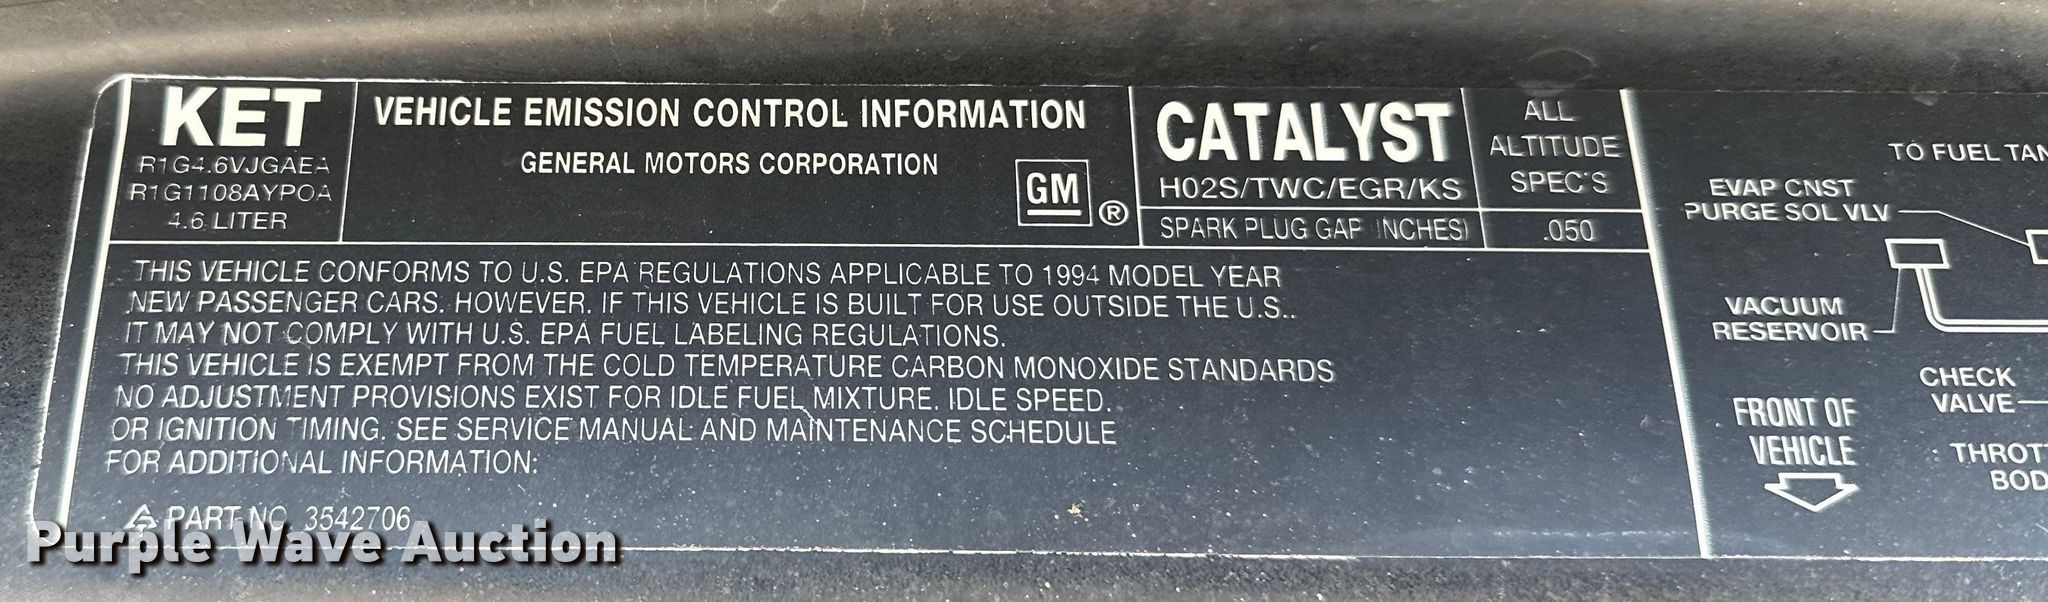 KET
R1G4.6VJGAEA
R1G1108AYPOA
4.6 LITER
VEHICLE EMISSION CONTROL INFORMATION
GENERAL MOTORS CORPORATION
GM
®
CATALYST
H02S/TWC/EGR/KS
SPARK PLUG GAP INCHES)
ALL
ALTITUDE
SPEC'S
.050
THIS VEHICLE CONFORMS TO U.S. EPA REGULATIONS APPLICABLE TO 1994 MODEL YEAR
NEW PASSENGER CARS. HOWEVER. IF THIS VEHICLE IS BUILT FOR USE OUTSIDE THE U.S..
IT MAY NOT COMPLY WITH U.S. EPA FUEL LABELING REGULATIONS.
THIS VEHICLE IS EXEMPT FROM THE COLD TEMPERATURE CARBON MONOXIDE STANDARDS
NO ADJUSTMENT PROVISIONS EXIST FOR IDLE FUEL MIXTURE. IDLE SPEED.
OR IGNITION TIMING. SEE SERVICE MANUAL AND MAINTENANCE SCHEDULE
FOR ADDITIONAL INFORMATION:
PART NO. 3542706
TO FUEL TAN
EVAP CNST
PURGE SOL VLV
VACUUM
RESERVOIR
CHECK
VALVE
FRONT OF
VEHICLE
THROT
BOD
Purple Wave Auction